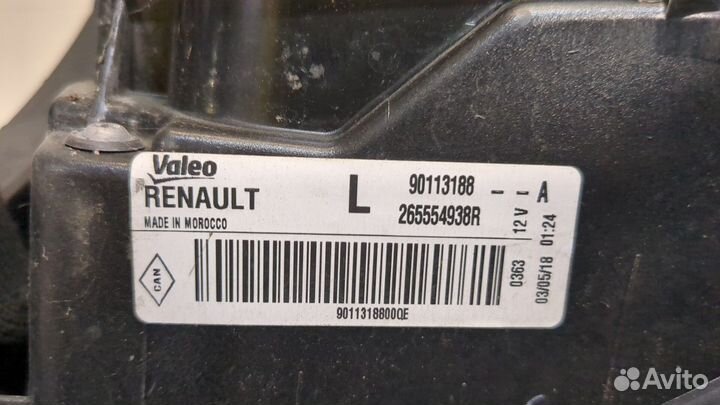 Valeo
RENAULT
MADE IN MOROCCO
L
90113188 - - A
265554938R
12 V
0363
03/05/18 01:24
CAN
9011318800QE
Avito